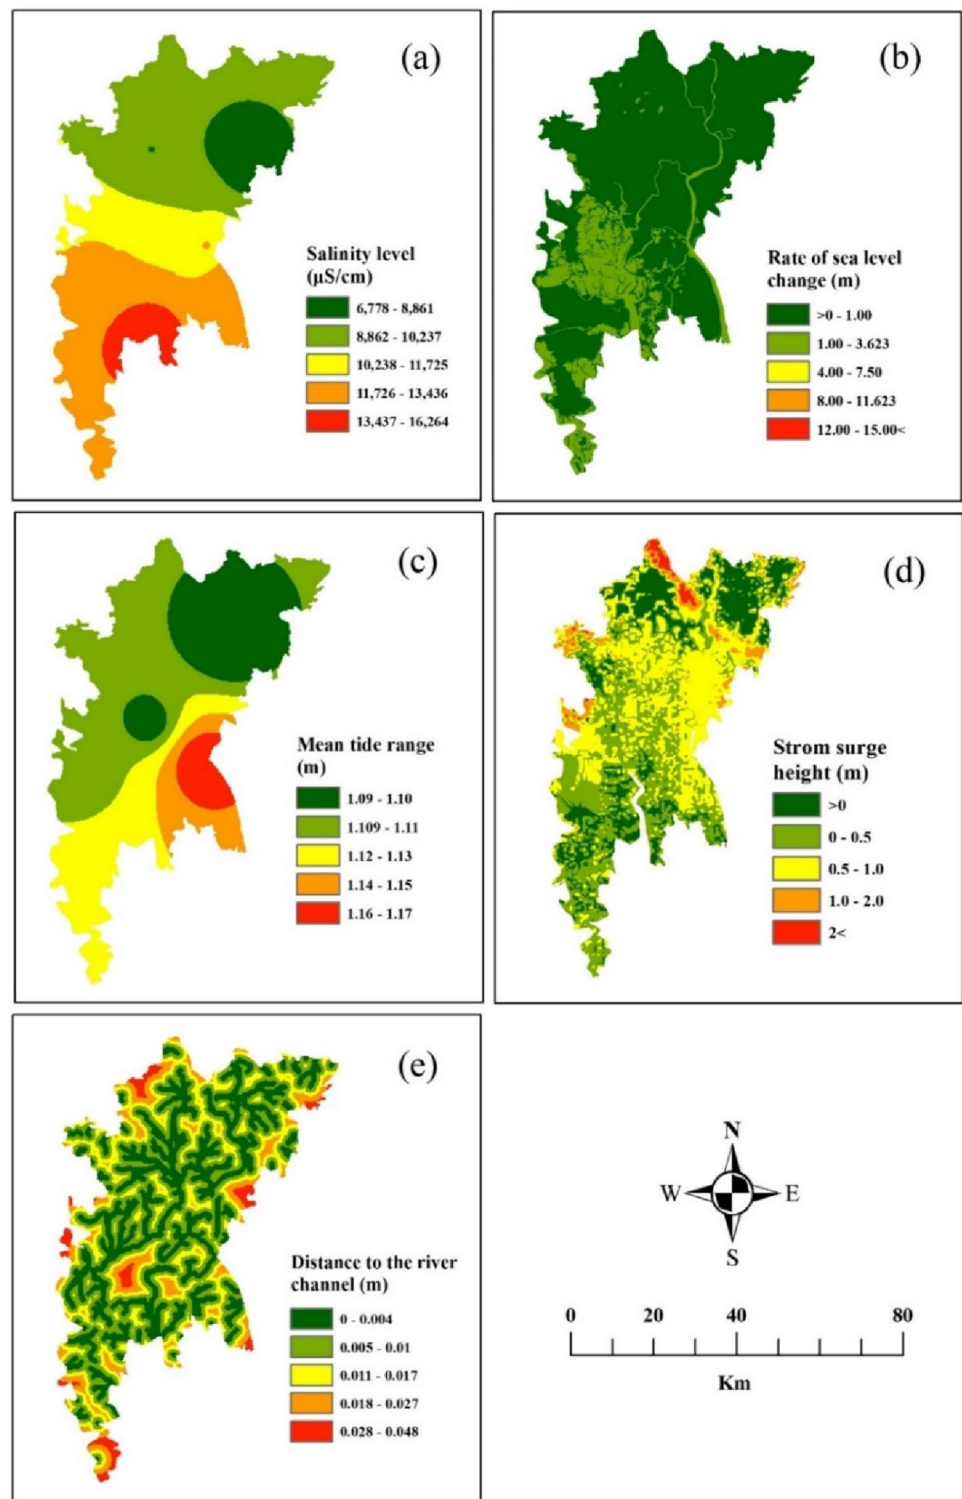 (a)
Salinity level
(µS/cm)
6,778 - 8,861
8,862 - 10,237
10,238 - 11,725
11,726 - 13,436
13,437 - 16,264
(b)
Rate of sea level
change (m)
>0 - 1.00
1.00 - 3.623
4.00 - 7.50
8.00 - 11.623
12.00 - 15.00<
(c)
Mean tide range
(m)
1.09 - 1.10
1.109 - 1.11
1.12 - 1.13
1.14 - 1.15
1.16 - 1.17
(d)
Strom surge
height (m)
>0
0 - 0.5
0.5 - 1.0
1.0 - 2.0
2<
(e)
Distance to the river
channel (m)
0 - 0.004
0.005 - 0.01
0.011 - 0.017
0.018 - 0.027
0.028 - 0.048
N
W E
S
0 20 40 80
Km